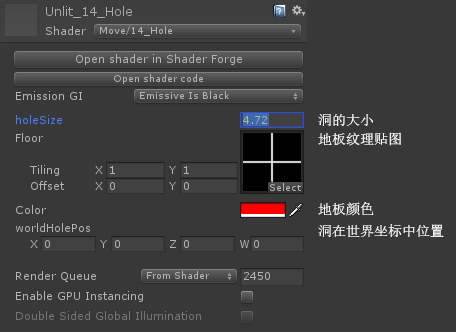 Unlit_14_Hole
Shader Move/14_Hole
Open shader in Shader Forge
Open shader code
Emission GI Emissive Is Black
holeSize 4.72 洞的大小
Floor 地板纹理贴图
Tiling X 1 Y 1
Offset X 0 Y 0
Select
Color 地板颜色
worldHolePos 洞在世界坐标中位置
X 0 Y 0 Z 0 W 0
Render Queue From Shader 2450
Enable GPU Instancing
Double Sided Global Illumination